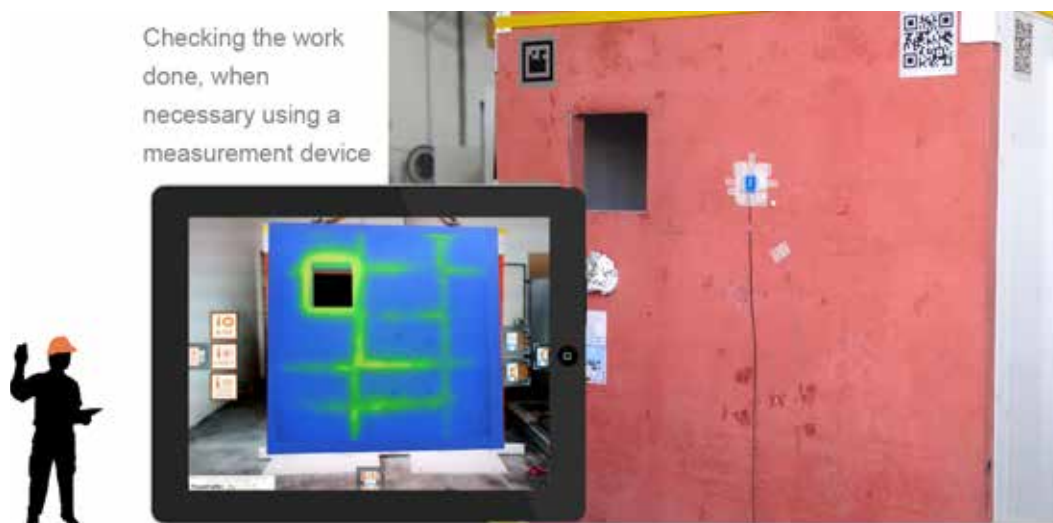 Checking the work
done, when
necessary using a
measurement device